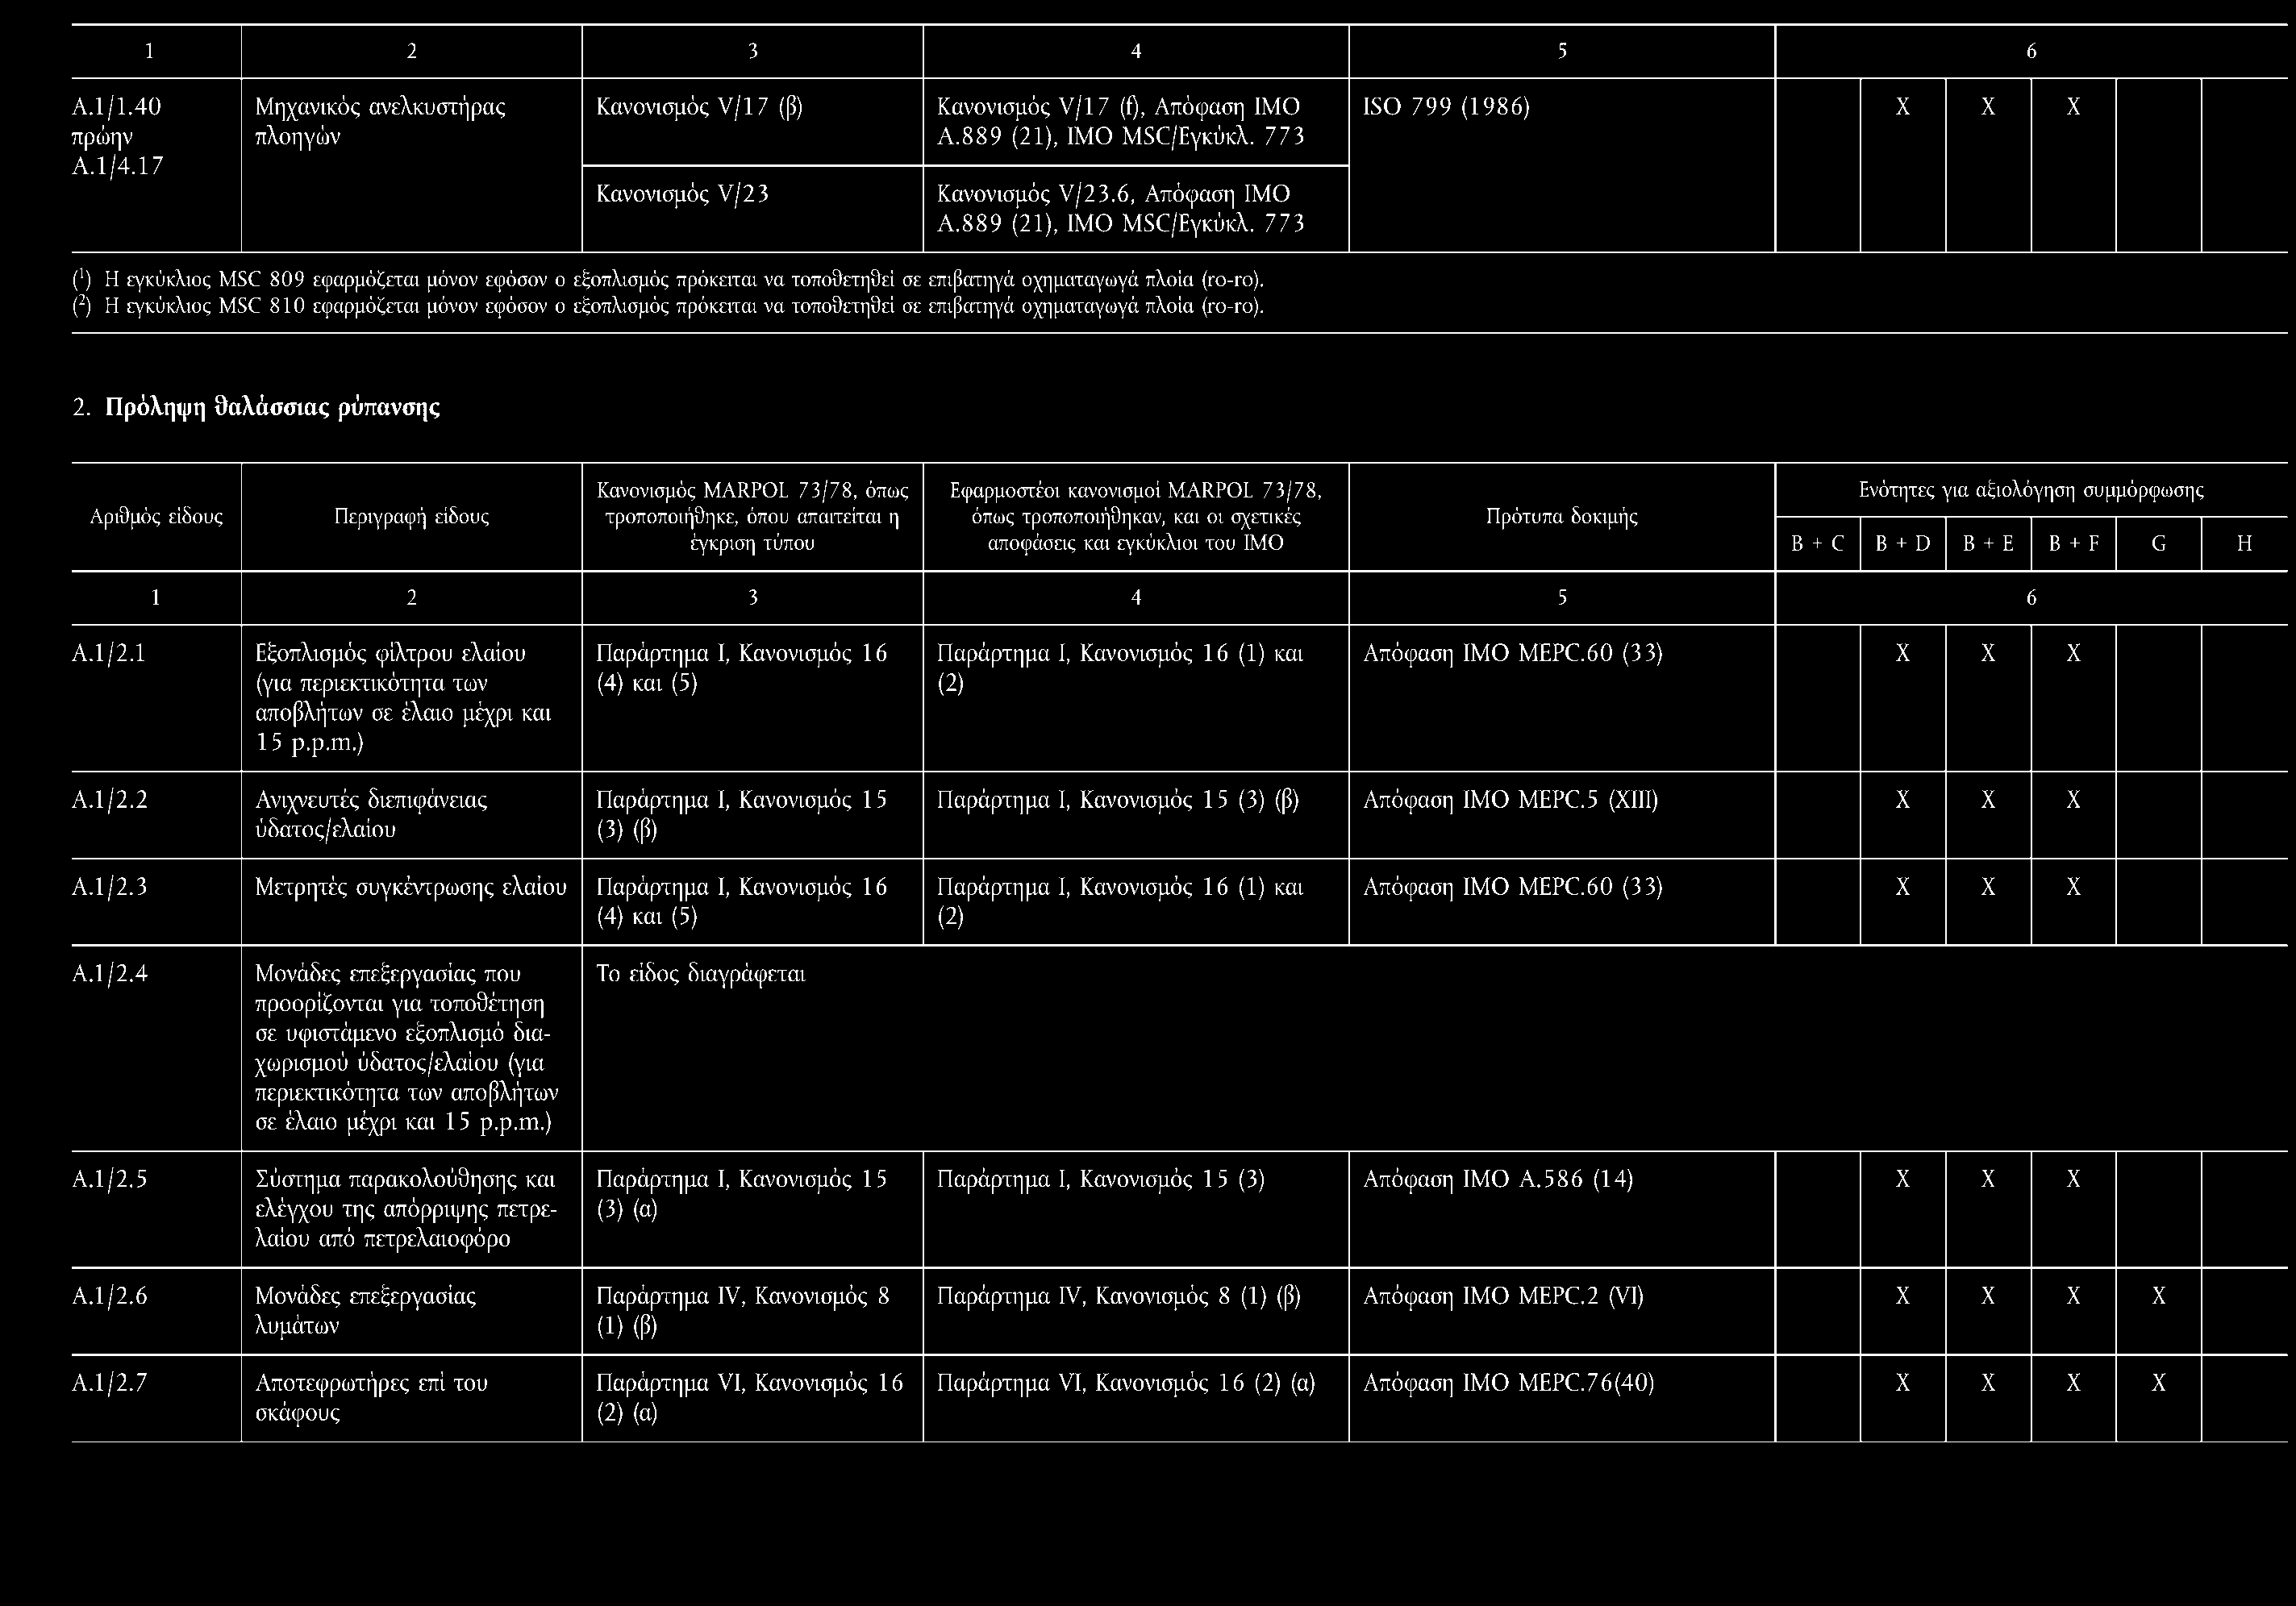 1 2 3 4 5 6
A.1/1.40 Μηχανικός ανελκυστήρας Κανονισμός V/17 (β) Κανονισμός V/17 (f), Απόφαση IMO ISO 799 (1986) X X X
πρώην πλοηγών A.889 (21), IMO MSC/Εγκύκλ. 773
A.1/4.17
Κανονισμός V/23 Κανονισμός V/23.6, Απόφαση IMO
A.889 (21), IMO MSC/Εγκύκλ. 773
(1) Η εγκύκλιος MSC 809 εφαρμόζεται μόνον εφόσον ο εξοπλισμός πρόκειται να τοποθετηθεί σε επιβατηγά οχηματαγωγά πλοία (ro-ro).
(2) Η εγκύκλιος MSC 810 εφαρμόζεται μόνον εφόσον ο εξοπλισμός πρόκειται να τοποθετηθεί σε επιβατηγά οχηματαγωγά πλοία (ro-ro).
2. Πρόληψη θαλάσσιας ρύπανσης
Αριθμός είδους
Περιγραφή είδους
Κανονισμός MARPOL 73/78, όπως
τροποποιήθηκε, όπου απαιτείται η
έγκριση τύπου
Εφαρμοστέοι κανονισμοί MARPOL 73/78,
όπως τροποποιήθηκαν, και οι σχετικές
αποφάσεις και εγκύκλιοι του IMO
Πρότυπα δοκιμής
Ενότητες για αξιολόγηση συμμόρφωσης
B + C B + D B + E B + F G H
1 2 3 4 5 6
A.1/2.1 Εξοπλισμός φίλτρου ελαίου Παράρτημα I, Κανονισμός 16 Παράρτημα I, Κανονισμός 16 (1) και Απόφαση IMO MEPC.60 (33) X X X
(για περιεκτικότητα των (4) και (5) (2)
αποβλήτων σε έλαιο μέχρι και
15 p.p.m.)
A.1/2.2 Ανιχνευτές διεπιφάνειας Παράρτημα I, Κανονισμός 15 Παράρτημα I, Κανονισμός 15 (3) (β) Απόφαση IMO MEPC.5 (XIII) X X X
ύδατος/ελαίου (3) (β)
A.1/2.3 Μετρητές συγκέντρωσης ελαίου Παράρτημα I, Κανονισμός 16 Παράρτημα I, Κανονισμός 16 (1) και Απόφαση IMO MEPC.60 (33) X X X
(4) και (5) (2)
A.1/2.4 Μονάδες επεξεργασίας που Το είδος διαγράφεται
προορίζονται για τοποθέτηση
σε υφιστάμενο εξοπλισμό δια-
χωρισμού ύδατος/ελαίου (για
περιεκτικότητα των αποβλήτων
σε έλαιο μέχρι και 15 p.p.m.)
A.1/2.5 Σύστημα παρακολούθησης και Παράρτημα I, Κανονισμός 15 Παράρτημα I, Κανονισμός 15 (3) Απόφαση IMO A.586 (14) X X X
ελέγχου της απόρριψης πετρε- (3) (α)
λαίου από πετρελαιοφόρο
A.1/2.6 Μονάδες επεξεργασίας Παράρτημα IV, Κανονισμός 8 Παράρτημα IV, Κανονισμός 8 (1) (β) Απόφαση IMO MEPC.2 (VI) X X X X
λυμάτων (1) (β)
A.1/2.7 Αποτεφρωτήρες επί του Παράρτημα VI, Κανονισμός 16 Παράρτημα VI, Κανονισμός 16 (2) (α) Απόφαση IMO MEPC.76(40) X X X X
σκάφους (2) (α)